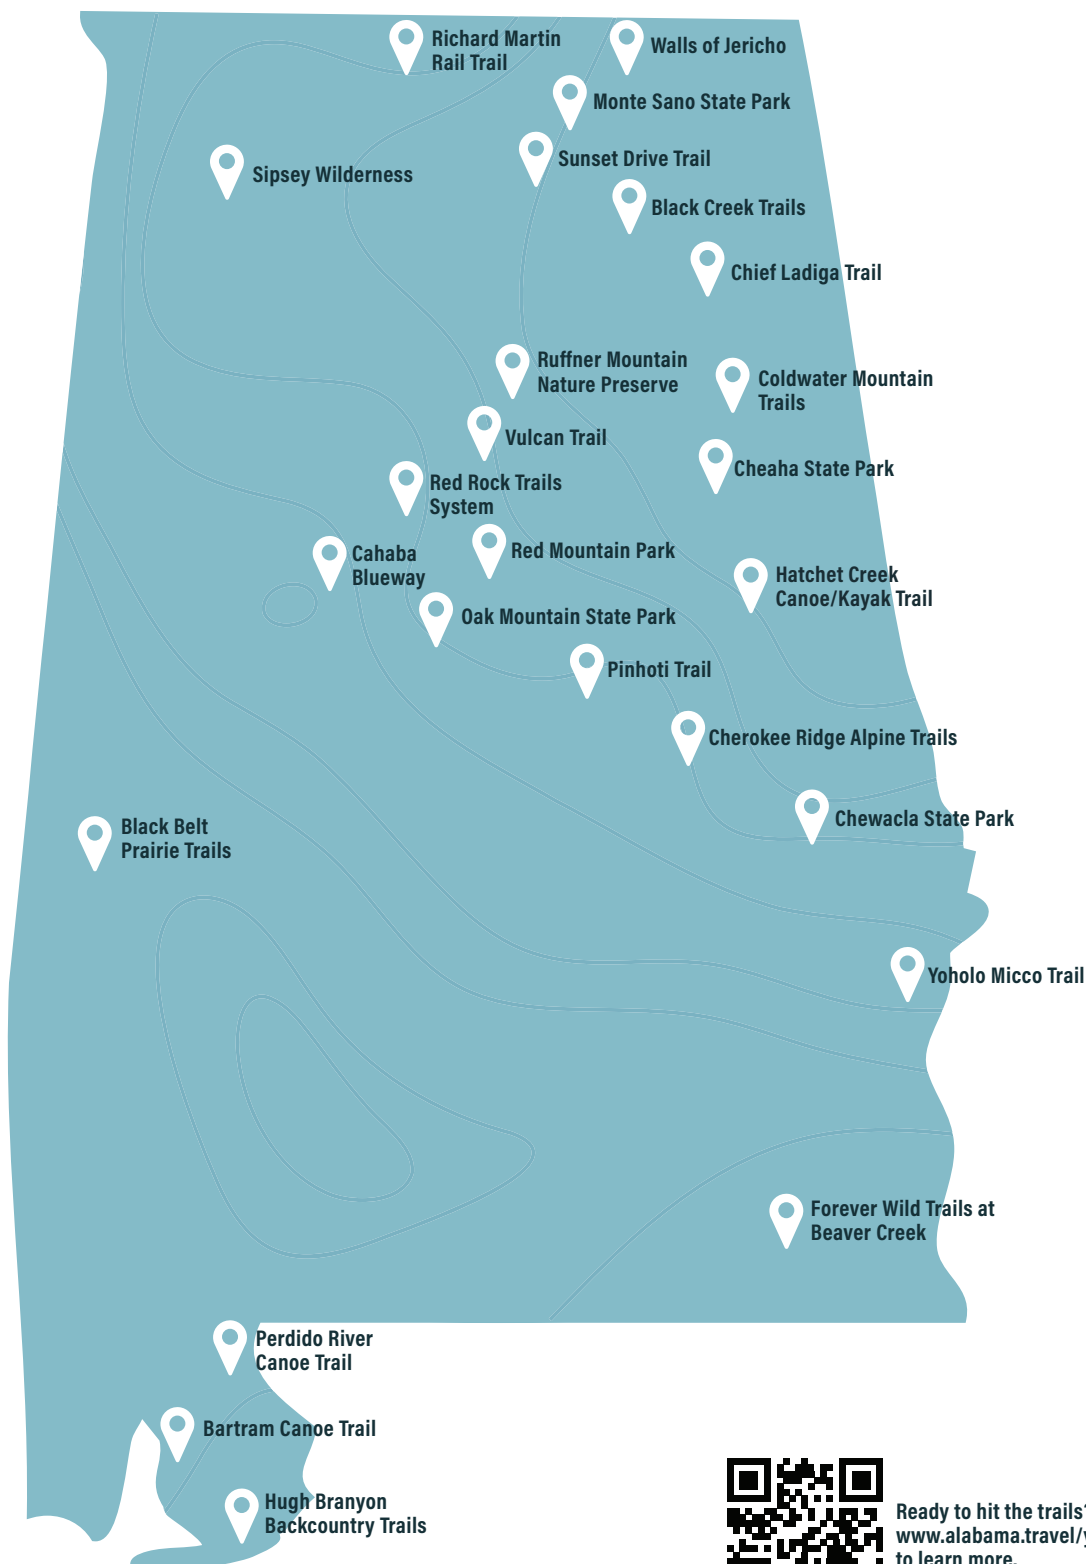 Richard Martin
Rail Trail
Walls of Jericho
Monte Sano State Park
Sunset Drive Trail
Sipsey Wilderness
Black Creek Trails
Chief Ladiga Trail
Ruffner Mountain
Nature Preserve
Coldwater Mountain
Trails
Vulcan Trail
Cheaha State Park
Red Rock Trails
System
Red Mountain Park
Cahaba
Blueway
Hatchet Creek
Canoe/Kayak Trail
Oak Mountain State Park
Pinhoti Trail
Cherokee Ridge Alpine Trails
Chewacla State Park
Black Belt
Prairie Trails
Yoholo Micco Trail
Forever Wild Trails at
Beaver Creek
Perdido River
Canoe Trail
Bartram Canoe Trail
Hugh Branyon
Backcountry Trails
Ready to hit the trails?
www.alabama.travel/y
to learn more.